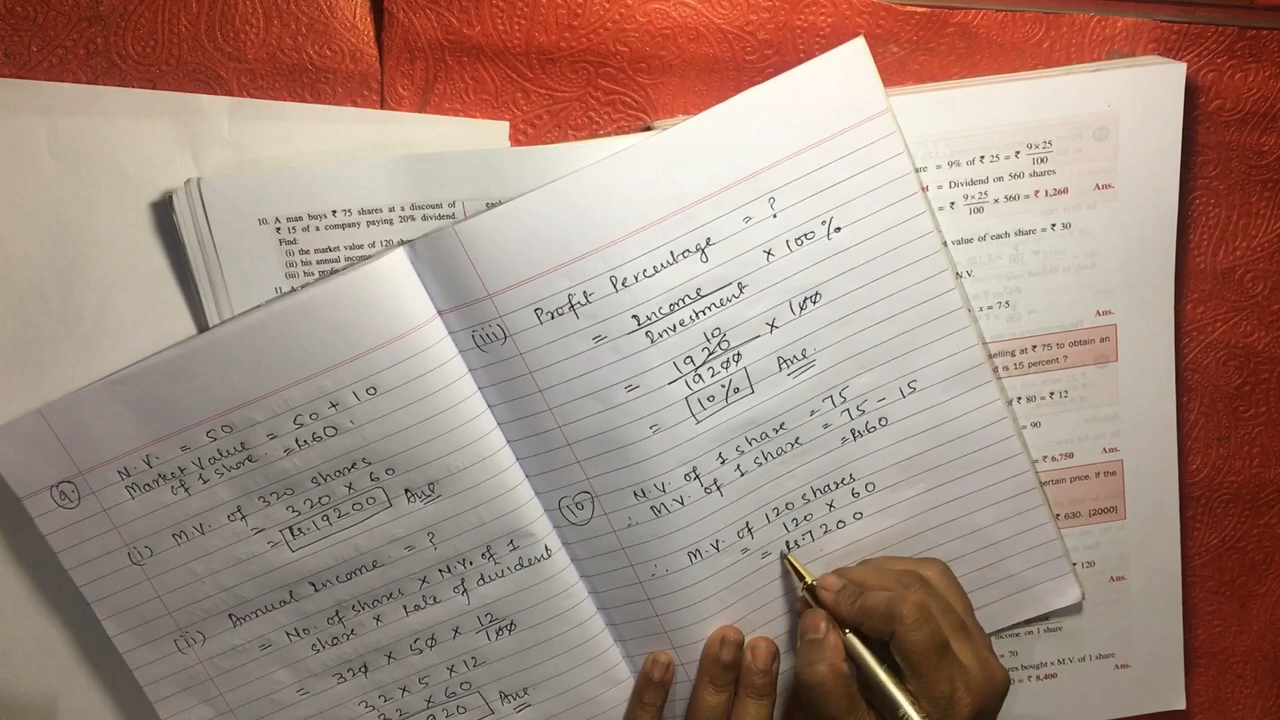 10. A man buys ₹ 75 shares at a discount of
₹ 15 of a company paying 20% dividend.
Find:
(i) the market value of 120
(ii) his annual income
(iii) his
11.
9. N.V. = 50
Market Value = 50 + 10
of 1 share. = Rs.60.
(i) M.V. of 320 shares
= 320 × 60
= Rs.19200 Ans
(ii) Annual Income = ?
= No. of shares × N.V. of 1
share × Rate of dividend
= 320 × 50 × 12/100
32 × 5 × 12
32 × 60
920 Ans
(iii) Profit Percentage = ?
= Income/Investment × 100%
= 1920/19200 × 100
10
= 10% Ans.
10 N.V. of 1 share = 75
∴ M.V. of 1 share = 75 - 15
= Rs.60
∴ M.V. of 120 shares
= 120 × 60
= Rs.7200
= 9% of ₹ 25 = ₹ 9×25/100
= Dividend on 560 shares
= ₹ 9×25/100 × 560 = ₹ 1,260 Ans.
value of each share = ₹ 30
N.V.
x = 7·5
Ans.
selling at ₹ 75 to obtain an
is 15 percent ?
₹ 80 = ₹ 12
= 90
= ₹ 6,750 Ans.
certain price. If the
₹ 630. [2000]
120
Ans.
income on 1 share
= 70
bought × M.V. of 1 share
= ₹ 8,400 Ans.